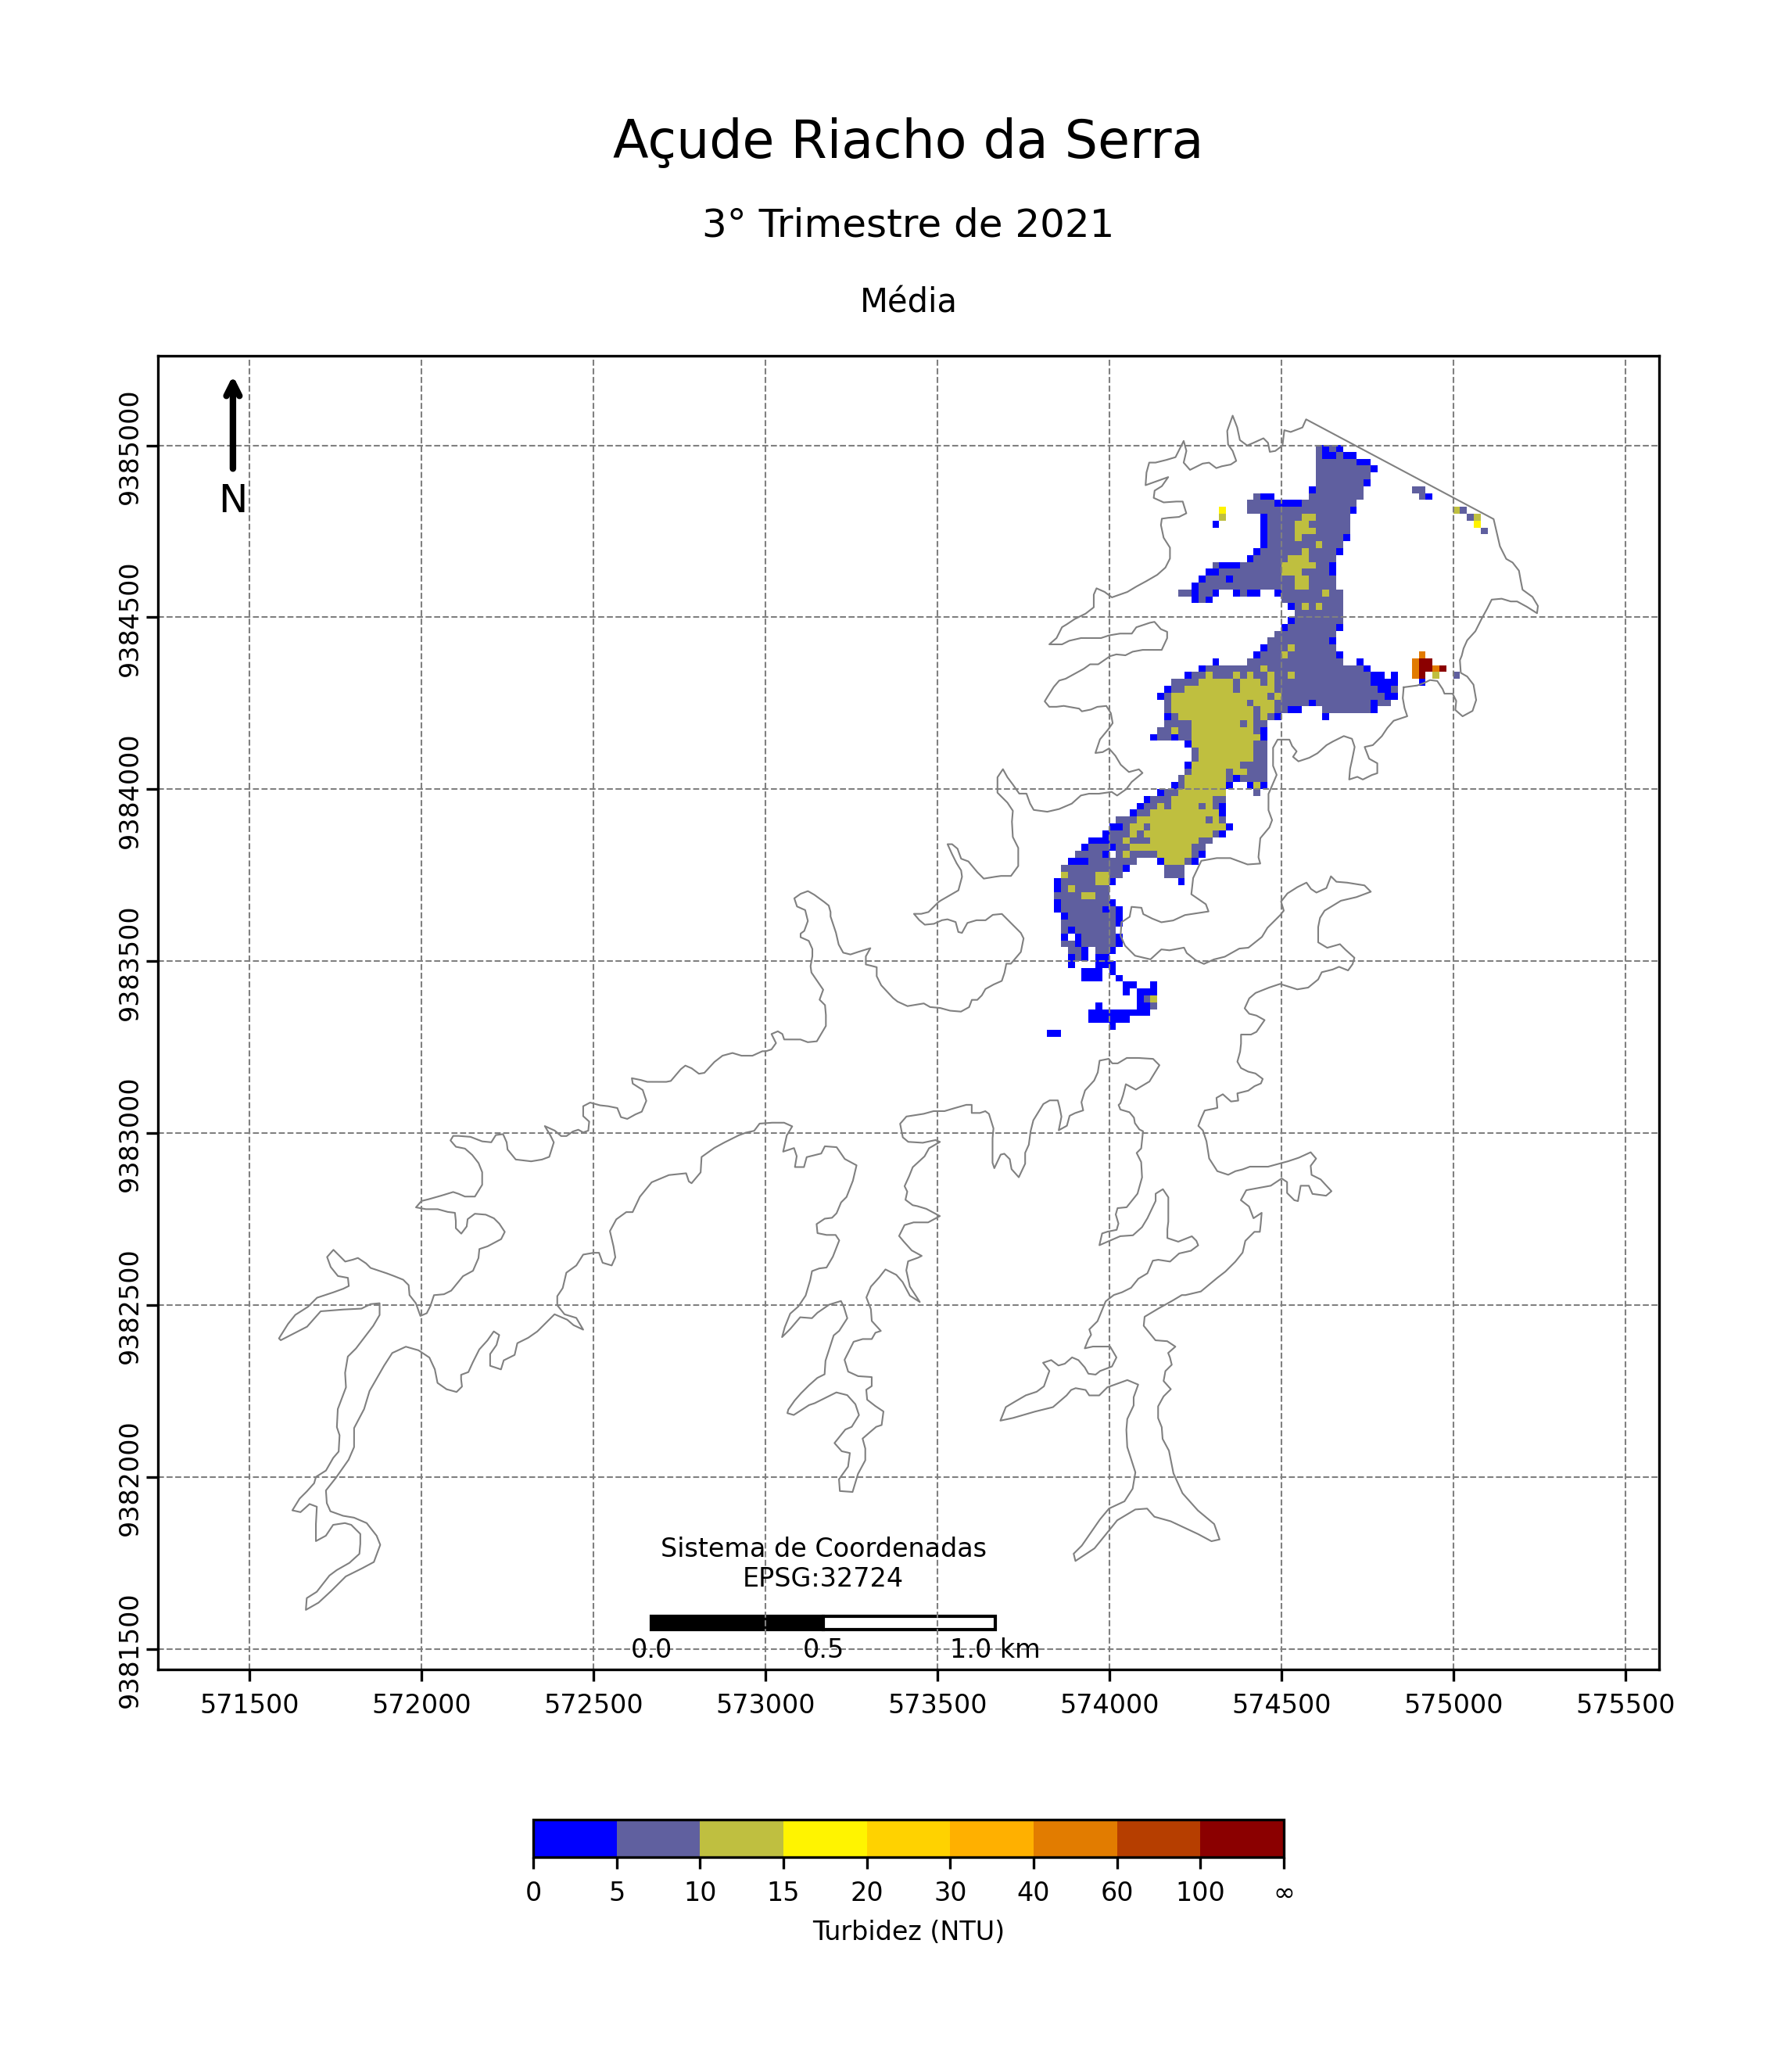 Açude Riacho da Serra
3° Trimestre de 2021
Média
N
9385000
9384500
9384000
9383500
9383000
9382500
9382000
9381500
Sistema de Coordenadas
EPSG:32724
0.0 0.5 1.0 km
571500 572000 572500 573000 573500 574000 574500 575000 575500
0 5 10 15 20 30 40 60 100 ∞
Turbidez (NTU)